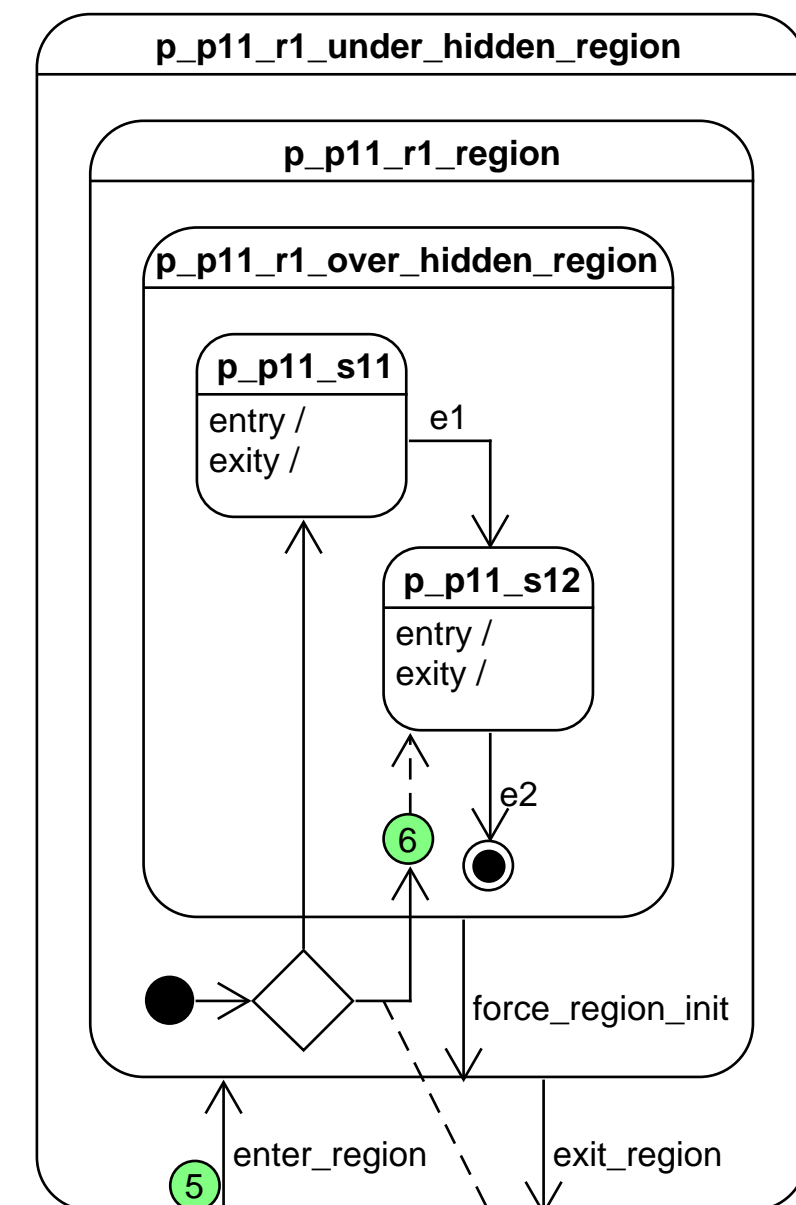 p_p11_r1_under_hidden_region
p_p11_r1_region
p_p11_r1_over_hidden_region
p_p11_s11
entry /
exity /
e1
p_p11_s12
entry /
exity /
e2
6
force_region_init
enter_region
exit_region
5